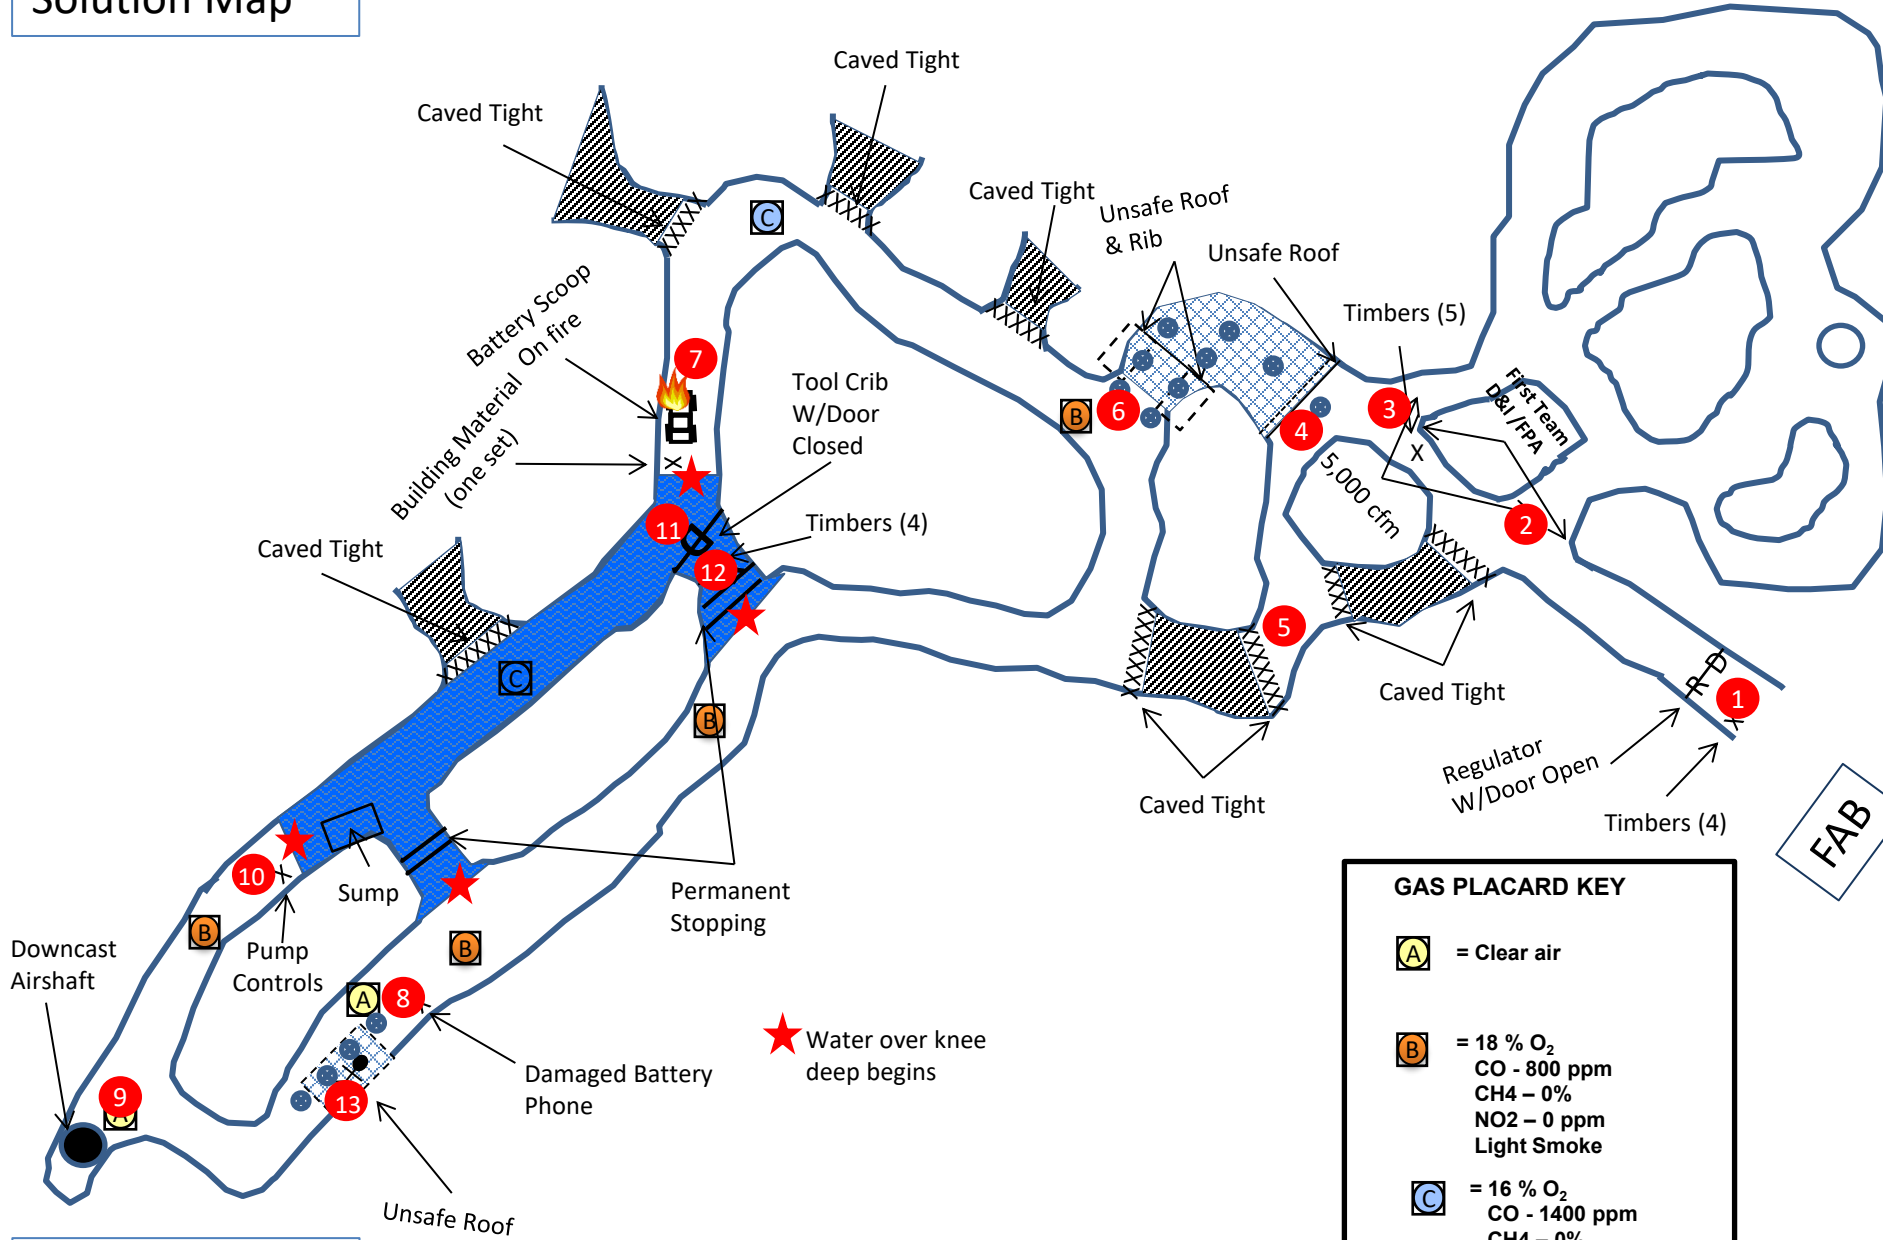 Solution Map
Caved Tight
Caved Tight
Caved Tight
Unsafe Roof
& Rib
Unsafe Roof
Timbers (5)
C
Battery Scoop
On fire
Building Material
(one set)
7
Tool Crib
W/Door
Closed
B
6
4
3
X
First Team
D&I /FPA
5,000 cfm
2
X
11
12
Timbers (4)
Caved Tight
C
5
B
Caved Tight
R
D
1
X
Regulator
W/Door Open
Timbers (4)
Caved Tight
FAB
10
X
Sump
Permanent
Stopping
B
Pump
Controls
B
Downcast
Airshaft
A
8
Damaged Battery
Phone
Water over knee
deep begins
9
A
13
Unsafe Roof
GAS PLACARD KEY
A = Clear air
B = 18 % O₂
CO - 800 ppm
CH4 – 0%
NO2 – 0 ppm
Light Smoke
C = 16 % O₂
CO - 1400 ppm
CH4 – 0%